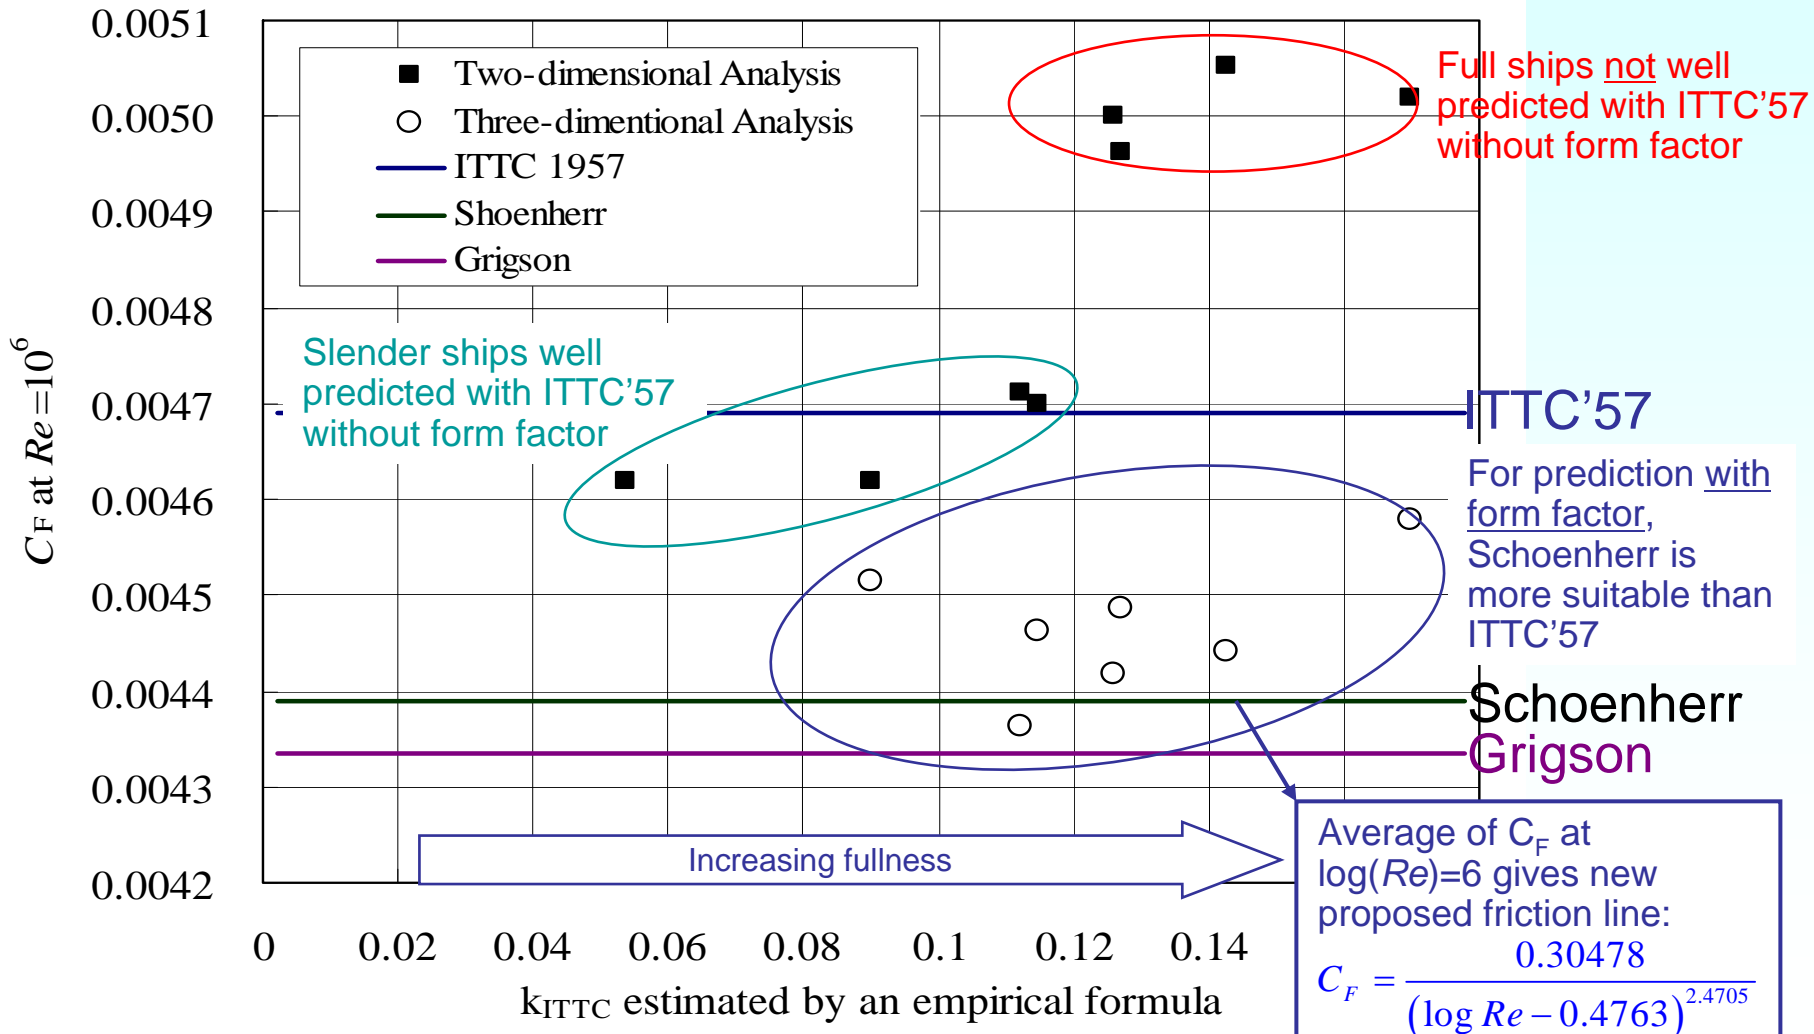 0.0051
0.0050
0.0049
0.0048
0.0047
0.0046
0.0045
0.0044
0.0043
0.0042
C_F at Re=10^6
Two-dimensional Analysis
Three-dimentional Analysis
ITTC 1957
Shoenherr
Grigson
Full ships not well
predicted with ITTC'57
without form factor
Slender ships well
predicted with ITTC'57
without form factor
ITTC'57
For prediction with
form factor,
Schoenherr is
more suitable than
ITTC'57
Schoenherr
Grigson
Increasing fullness
Average of C_F at
log(Re)=6 gives new
proposed friction line:
C_F = 0.30478 / (log Re − 0.4763)^2.4705
0 0.02 0.04 0.06 0.08 0.1 0.12 0.14
k_ITTC estimated by an empirical formula